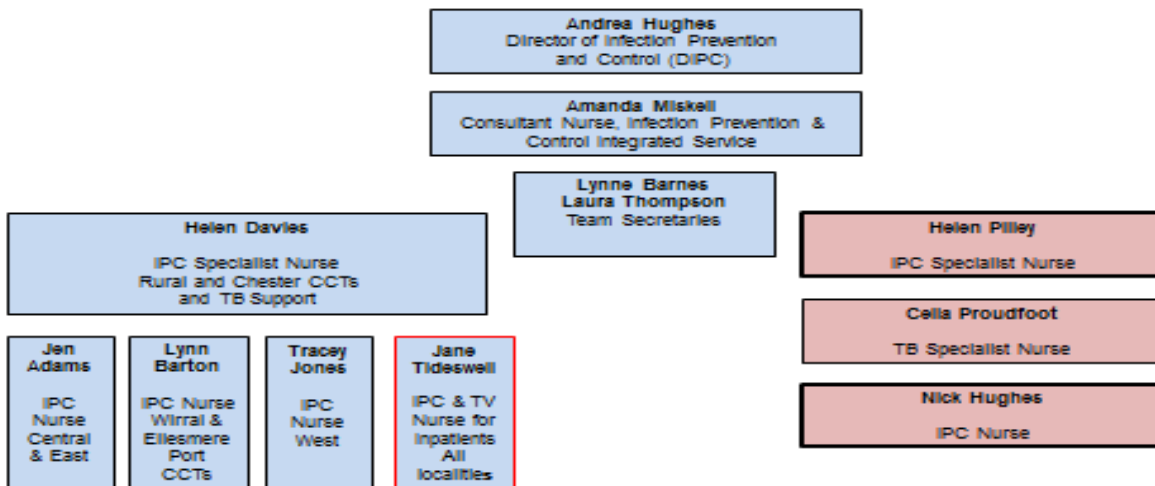 Andrea Hughes
Director of Infection Prevention
and Control (DIPC)
Amanda Miskell
Consultant Nurse, Infection Prevention &
Control Integrated Service
Lynne Barnes
Laura Thompson
Team Secretaries
Helen Davies
IPC Specialist Nurse
Rural and Chester CCTs
and TB Support
Helen Pilley
IPC Specialist Nurse
Celia Proudfoot
TB Specialist Nurse
Nick Hughes
IPC Nurse
Jen
Adams
IPC
Nurse
Central
& East
Lynn
Barton
IPC Nurse
Wirral &
Ellesmere
Port
CCTs
Tracey
Jones
IPC
Nurse
West
Jane
Tideswell
IPC & TV
Nurse for
Inpatients
All
localities